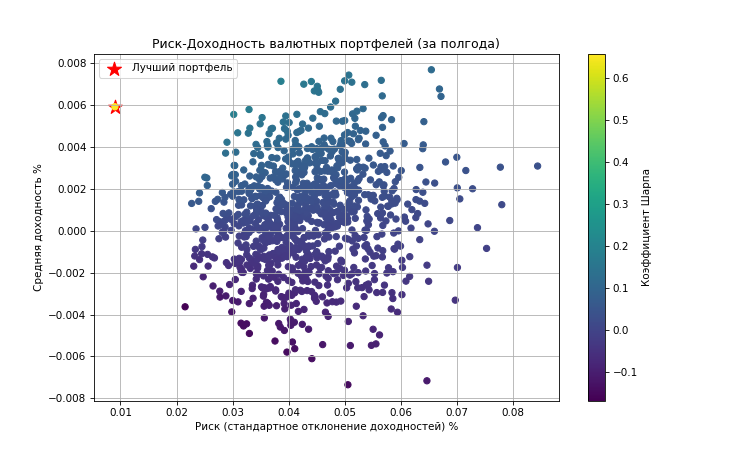 Риск-Доходность валютных портфелей (за полгода)
Лучший портфель
0.008
0.006
0.004
0.002
0.000
−0.002
−0.004
−0.006
−0.008
Средняя доходность %
0.01 0.02 0.03 0.04 0.05 0.06 0.07 0.08
Риск (стандартное отклонение доходностей) %
0.6
0.5
0.4
0.3
0.2
0.1
0.0
−0.1
Коэффициент Шарпа